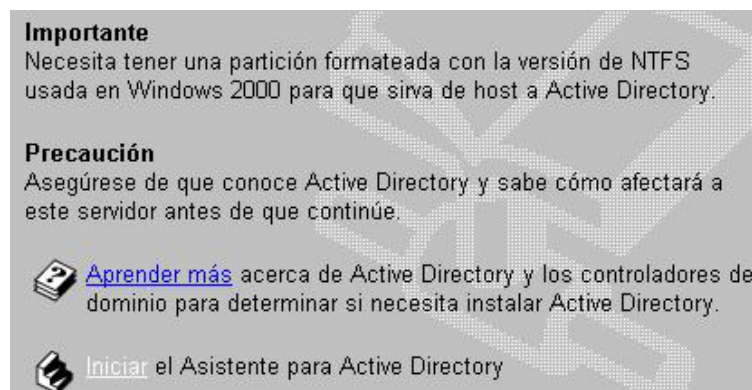 Importante
Necesita tener una partición formateada con la versión de NTFS
usada en Windows 2000 para que sirva de host a Active Directory.
Precaución
Asegúrese de que conoce Active Directory y sabe cómo afectará a
este servidor antes de que continúe.
Aprender más acerca de Active Directory y los controladores de
dominio para determinar si necesita instalar Active Directory.
Iniciar el Asistente para Active Directory